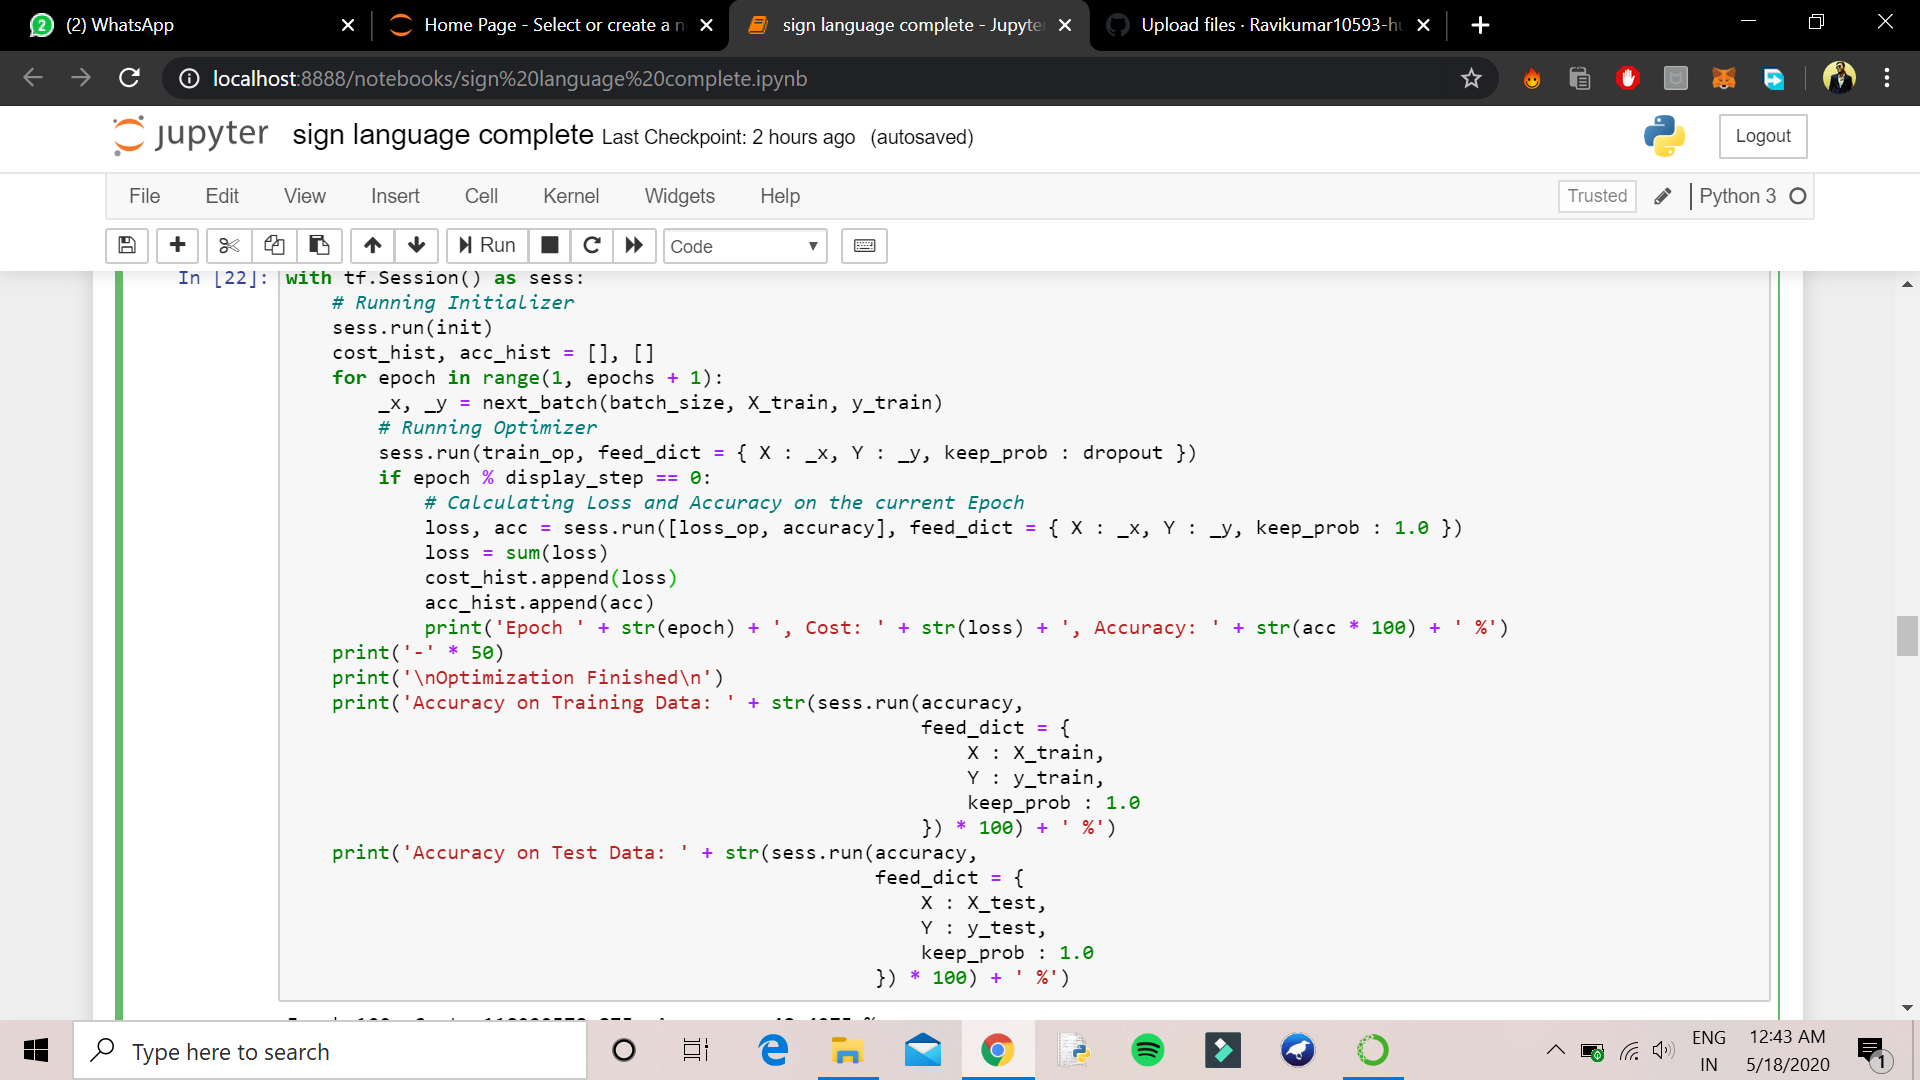 2 (2) WhatsApp
Home Page - Select or create a n
sign language complete - Jupyte
Upload files · Ravikumar10593-h
localhost:8888/notebooks/sign%20language%20complete.ipynb
jupyter sign language complete Last Checkpoint: 2 hours ago (autosaved)
Logout
File Edit View Insert Cell Kernel Widgets Help
Trusted Python 3
Run Code
In [22]: with tf.Session() as sess:
# Running Initializer
sess.run(init)
cost_hist, acc_hist = [], []
for epoch in range(1, epochs + 1):
_x, _y = next_batch(batch_size, X_train, y_train)
# Running Optimizer
sess.run(train_op, feed_dict = { X : _x, Y : _y, keep_prob : dropout })
if epoch % display_step == 0:
# Calculating Loss and Accuracy on the current Epoch
loss, acc = sess.run([loss_op, accuracy], feed_dict = { X : _x, Y : _y, keep_prob : 1.0 })
loss = sum(loss)
cost_hist.append(loss)
acc_hist.append(acc)
print('Epoch ' + str(epoch) + ', Cost: ' + str(loss) + ', Accuracy: ' + str(acc * 100) + ' %')
print('-' * 50)
print('\nOptimization Finished\n')
print('Accuracy on Training Data: ' + str(sess.run(accuracy,
feed_dict = {
X : X_train,
Y : y_train,
keep_prob : 1.0
}) * 100) + ' %')
print('Accuracy on Test Data: ' + str(sess.run(accuracy,
feed_dict = {
X : X_test,
Y : y_test,
keep_prob : 1.0
}) * 100) + ' %')
Type here to search
ENG
IN
12:43 AM
5/18/2020
1